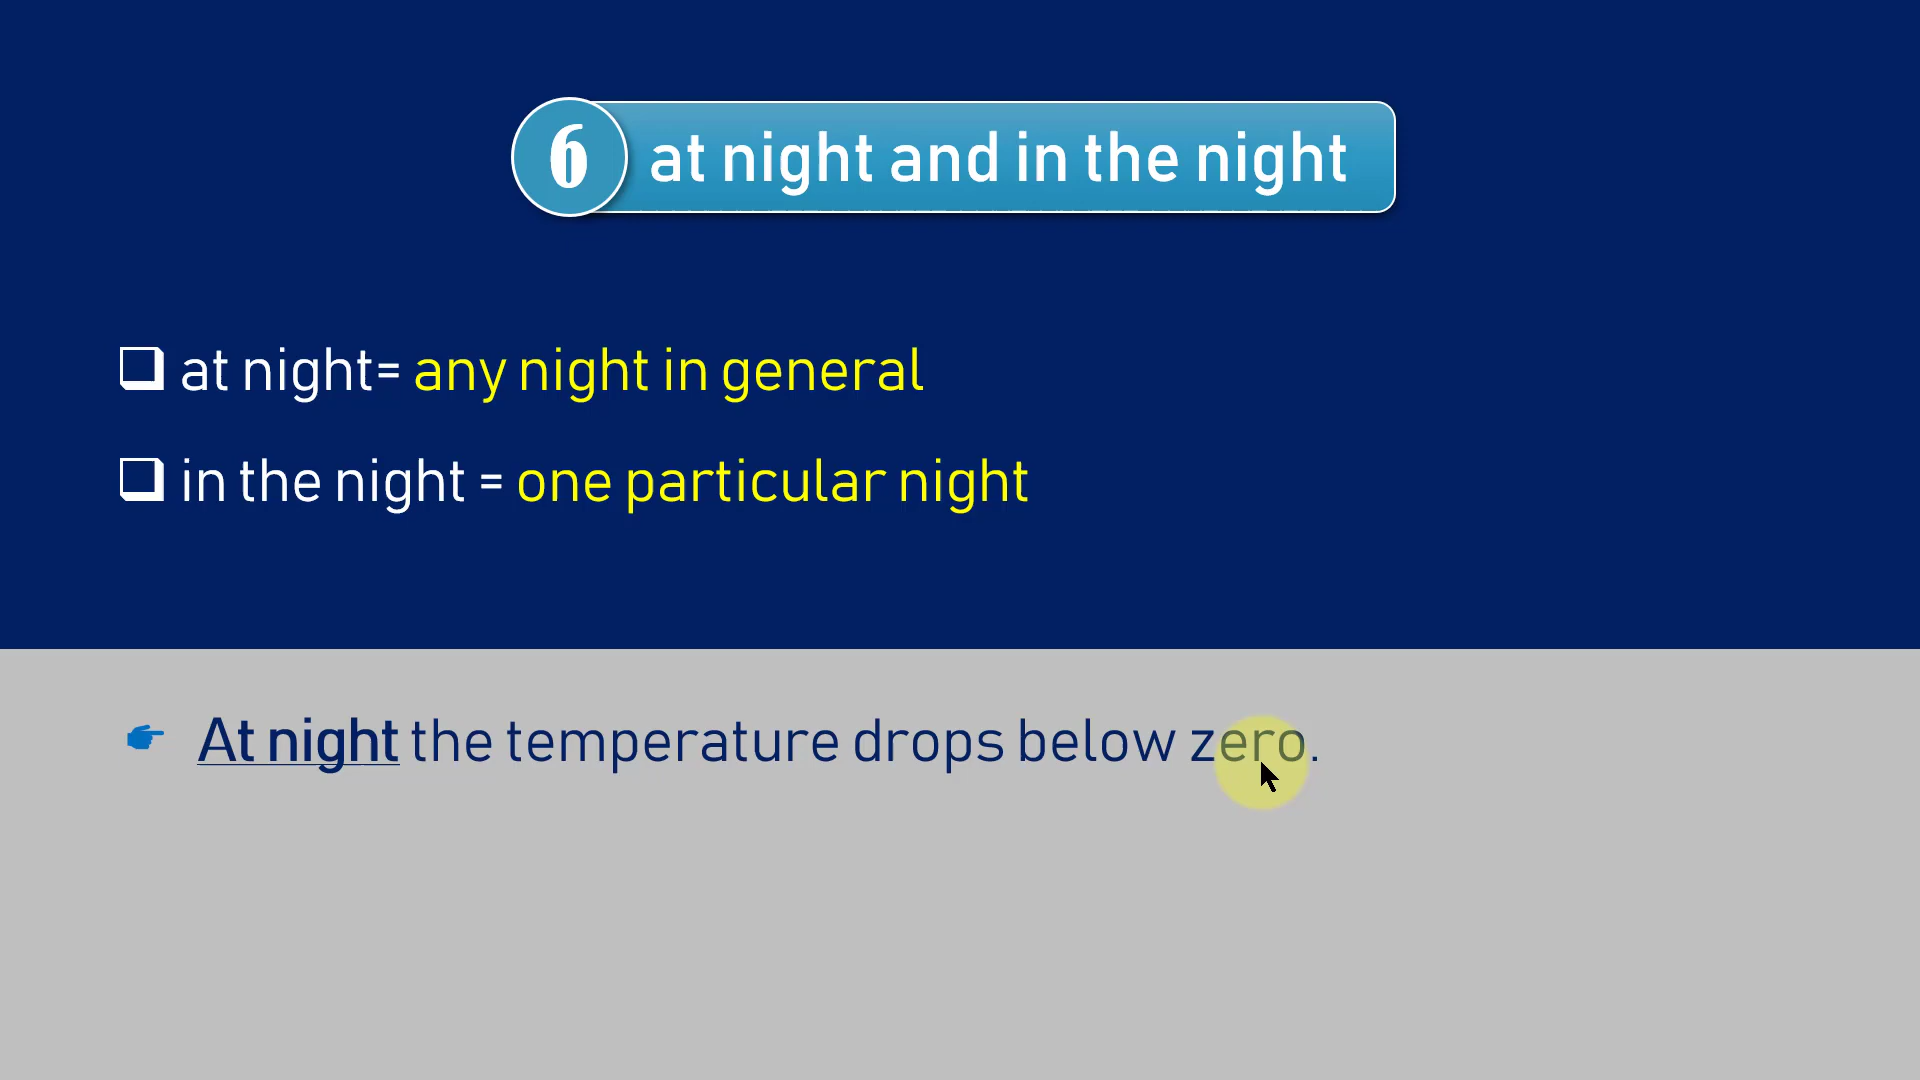 6 at night and in the night
at night= any night in general
in the night = one particular night
At night the temperature drops below zero.